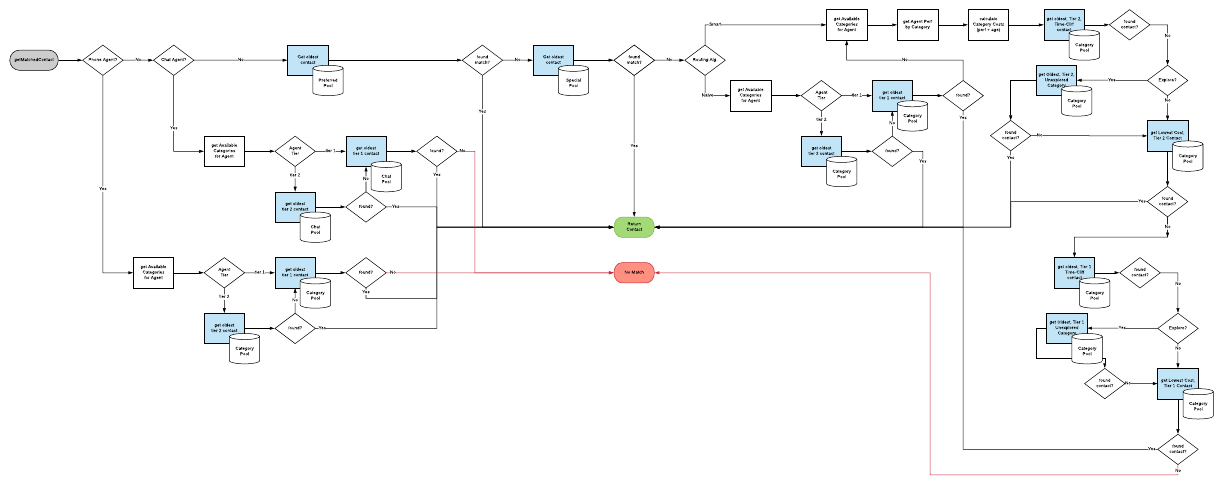 getMatchedContact
Phone Agent?
No
Chat Agent?
No
Get oldest
contact
Preferred
Pool
found
match?
No
Get oldest
contact
Special
Pool
found
match?
No
Routing Alg
Smart
get Available
Categories
for Agent
get Agent Perf
by Category
calculate
Category Costs
(perf + age)
get oldest, Tier 2,
Time-Cliff
contact
Category
Pool
found
contact?
No
Explore?
Yes
get Oldest, Tier 2,
Unexplored
Category
Category
Pool
No
found
contact?
No
get Lowest Cost,
Tier 2 Contact
Category
Pool
Yes
found
contact?
Yes
No
Naive
get Available
Categories
for Agent
Agent
Tier
tier 1
get oldest
tier 1 contact
Category
Pool
found?
No
Yes
tier 2
get oldest
tier 2 contact
Category
Pool
No
found?
Yes
Yes
get Available
Categories
for Agent
Agent
Tier
tier 1
get oldest
tier 1 contact
Chat
Pool
found?
No
Yes
tier 2
get oldest
tier 2 contact
Chat
Pool
No
found?
Yes
Yes
Yes
Return
Contact
No Match
Yes
get Available
Categories
for Agent
Agent
Tier
tier 1
get oldest
tier 1 contact
Category
Pool
found?
No
Yes
tier 2
get oldest
tier 2 contact
Category
Pool
No
found?
Yes
get oldest, Tier 1
Time-Cliff
contact
Category
Pool
found
contact?
No
Explore?
Yes
get Oldest, Tier 1
Unexplored
Category
Category
Pool
No
found
contact?
No
get Lowest Cost,
Tier 1 Contact
Category
Pool
found
contact?
Yes
No